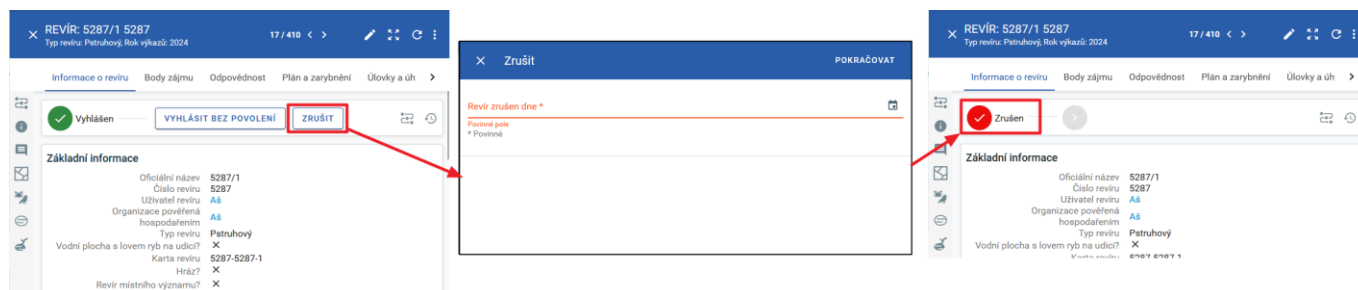 REVÍR: 5287/1 5287
Typ revíru: Pstruhový, Rok výkazů: 2024
17 / 410 < >
Informace o revíru Body zájmu Odpovědnost Plán a zarybnění Úlovky a úh
Vyhlášen VYHLÁSIT BEZ POVOLENÍ ZRUŠIT
Základní informace
Oficiální název 5287/1
Číslo revíru 5287
Uživatel revíru Aš
Organizace pověřená
hospodařením Aš
Typ revíru Pstruhový
Vodní plocha s lovem ryb na udici? ✕
Karta revíru 5287-5287-1
Hráz? ✕
Revír místního významu? ✕
✕ Zrušit POKRAČOVAT
Revír zrušen dne *
Povinné pole
* Povinné
REVÍR: 5287/1 5287
Typ revíru: Pstruhový, Rok výkazů: 2024
17 / 410 < >
Informace o revíru Body zájmu Odpovědnost Plán a zarybnění Úlovky a úh
Zrušen
Základní informace
Oficiální název 5287/1
Číslo revíru 5287
Uživatel revíru Aš
Organizace pověřená
hospodařením Aš
Typ revíru Pstruhový
Vodní plocha s lovem ryb na udici? ✕
Karta revíru 5287-5287-1